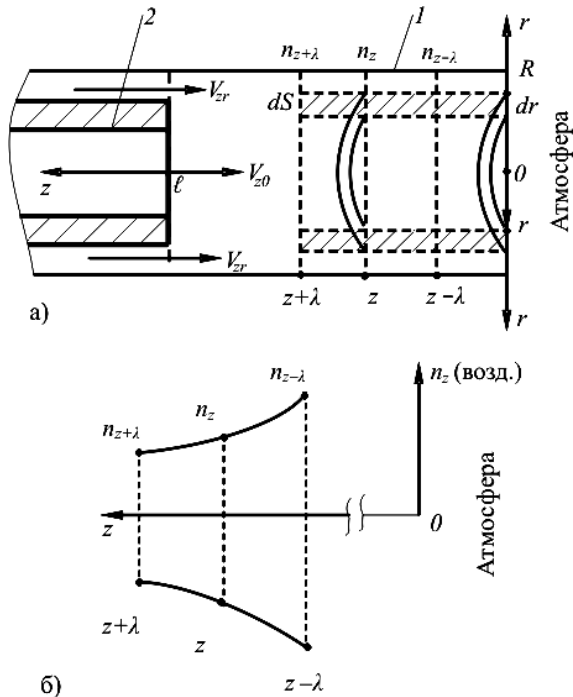 2
1
r
n_{z+λ}
n_z
n_{z−λ}
R
V_{zr}
dS
dr
z
ℓ
V_{z0}
0
Атмосфера
r
V_{zr}
z+λ
z
z−λ
r
а)
n_{z−λ}
n_z (возд.)
n_z
n_{z+λ}
z
0
Атмосфера
z+λ
z
z−λ
б)